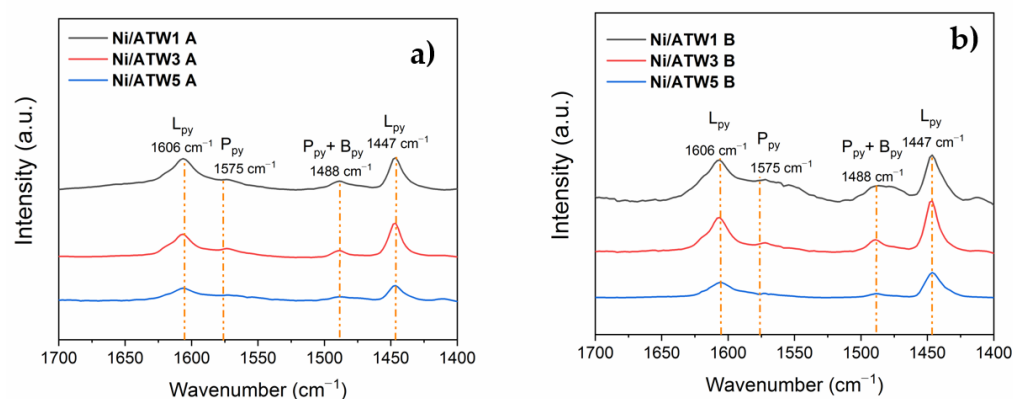 Ni/ATW1 A
Ni/ATW3 A
Ni/ATW5 A
a)
Lpy
1606 cm⁻¹
Ppy
1575 cm⁻¹
Ppy + Bpy
1488 cm⁻¹
Lpy
1447 cm⁻¹
Intensity (a.u.)
1700 1650 1600 1550 1500 1450 1400
Wavenumber (cm⁻¹)
Ni/ATW1 B
Ni/ATW3 B
Ni/ATW5 B
b)
Lpy
1606 cm⁻¹
Ppy
1575 cm⁻¹
Ppy + Bpy
1488 cm⁻¹
Lpy
1447 cm⁻¹
Intensity (a.u.)
1700 1650 1600 1550 1500 1450 1400
Wavenumber (cm⁻¹)